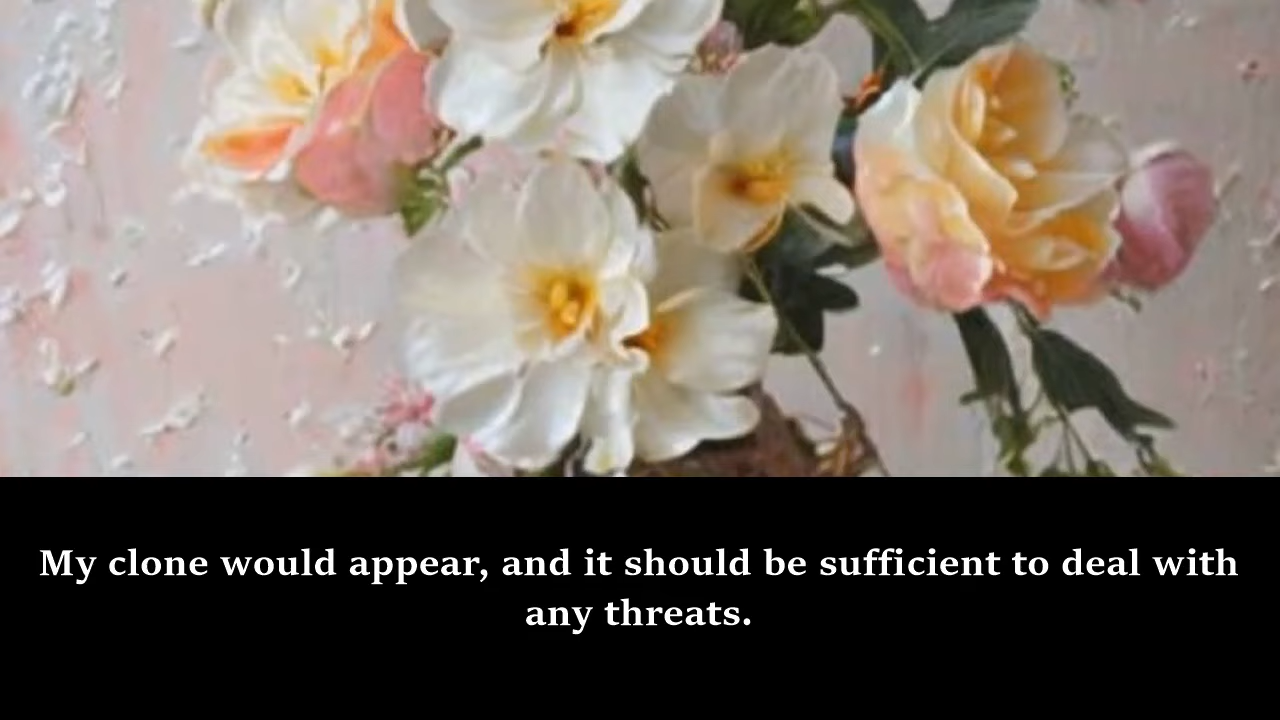 My clone would appear, and it should be sufficient to deal with
any threats.